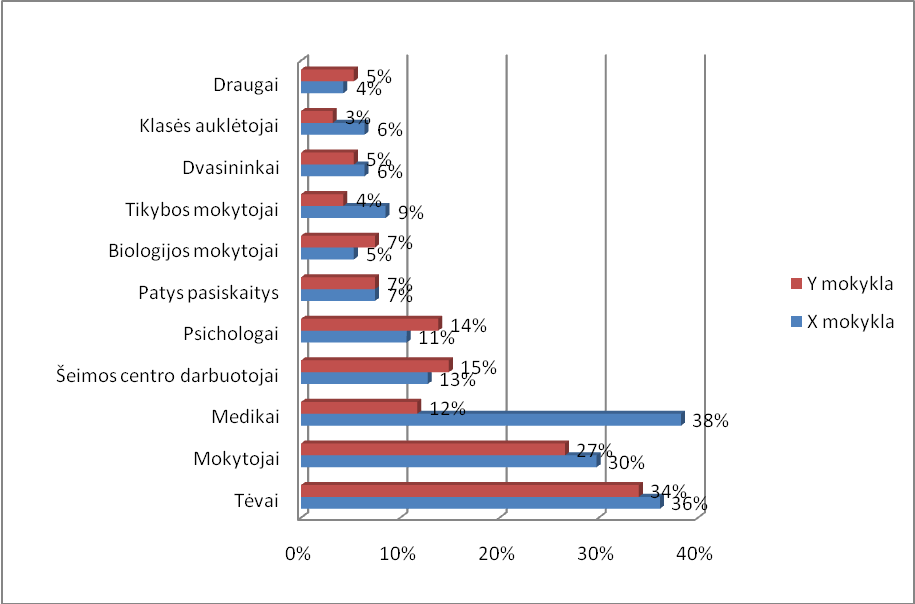 Draugai 5% 4%
Klasės auklėtojai 3% 6%
Dvasininkai 5% 6%
Tikybos mokytojai 4% 9%
Biologijos mokytojai 7% 5%
Patys pasiskaitys 7% 7%
Psichologai 14% 11%
Šeimos centro darbuotojai 15% 13%
Medikai 12% 38%
Mokytojai 27% 30%
Tėvai 34% 36%
0% 10% 20% 30% 40%
Y mokykla
X mokykla